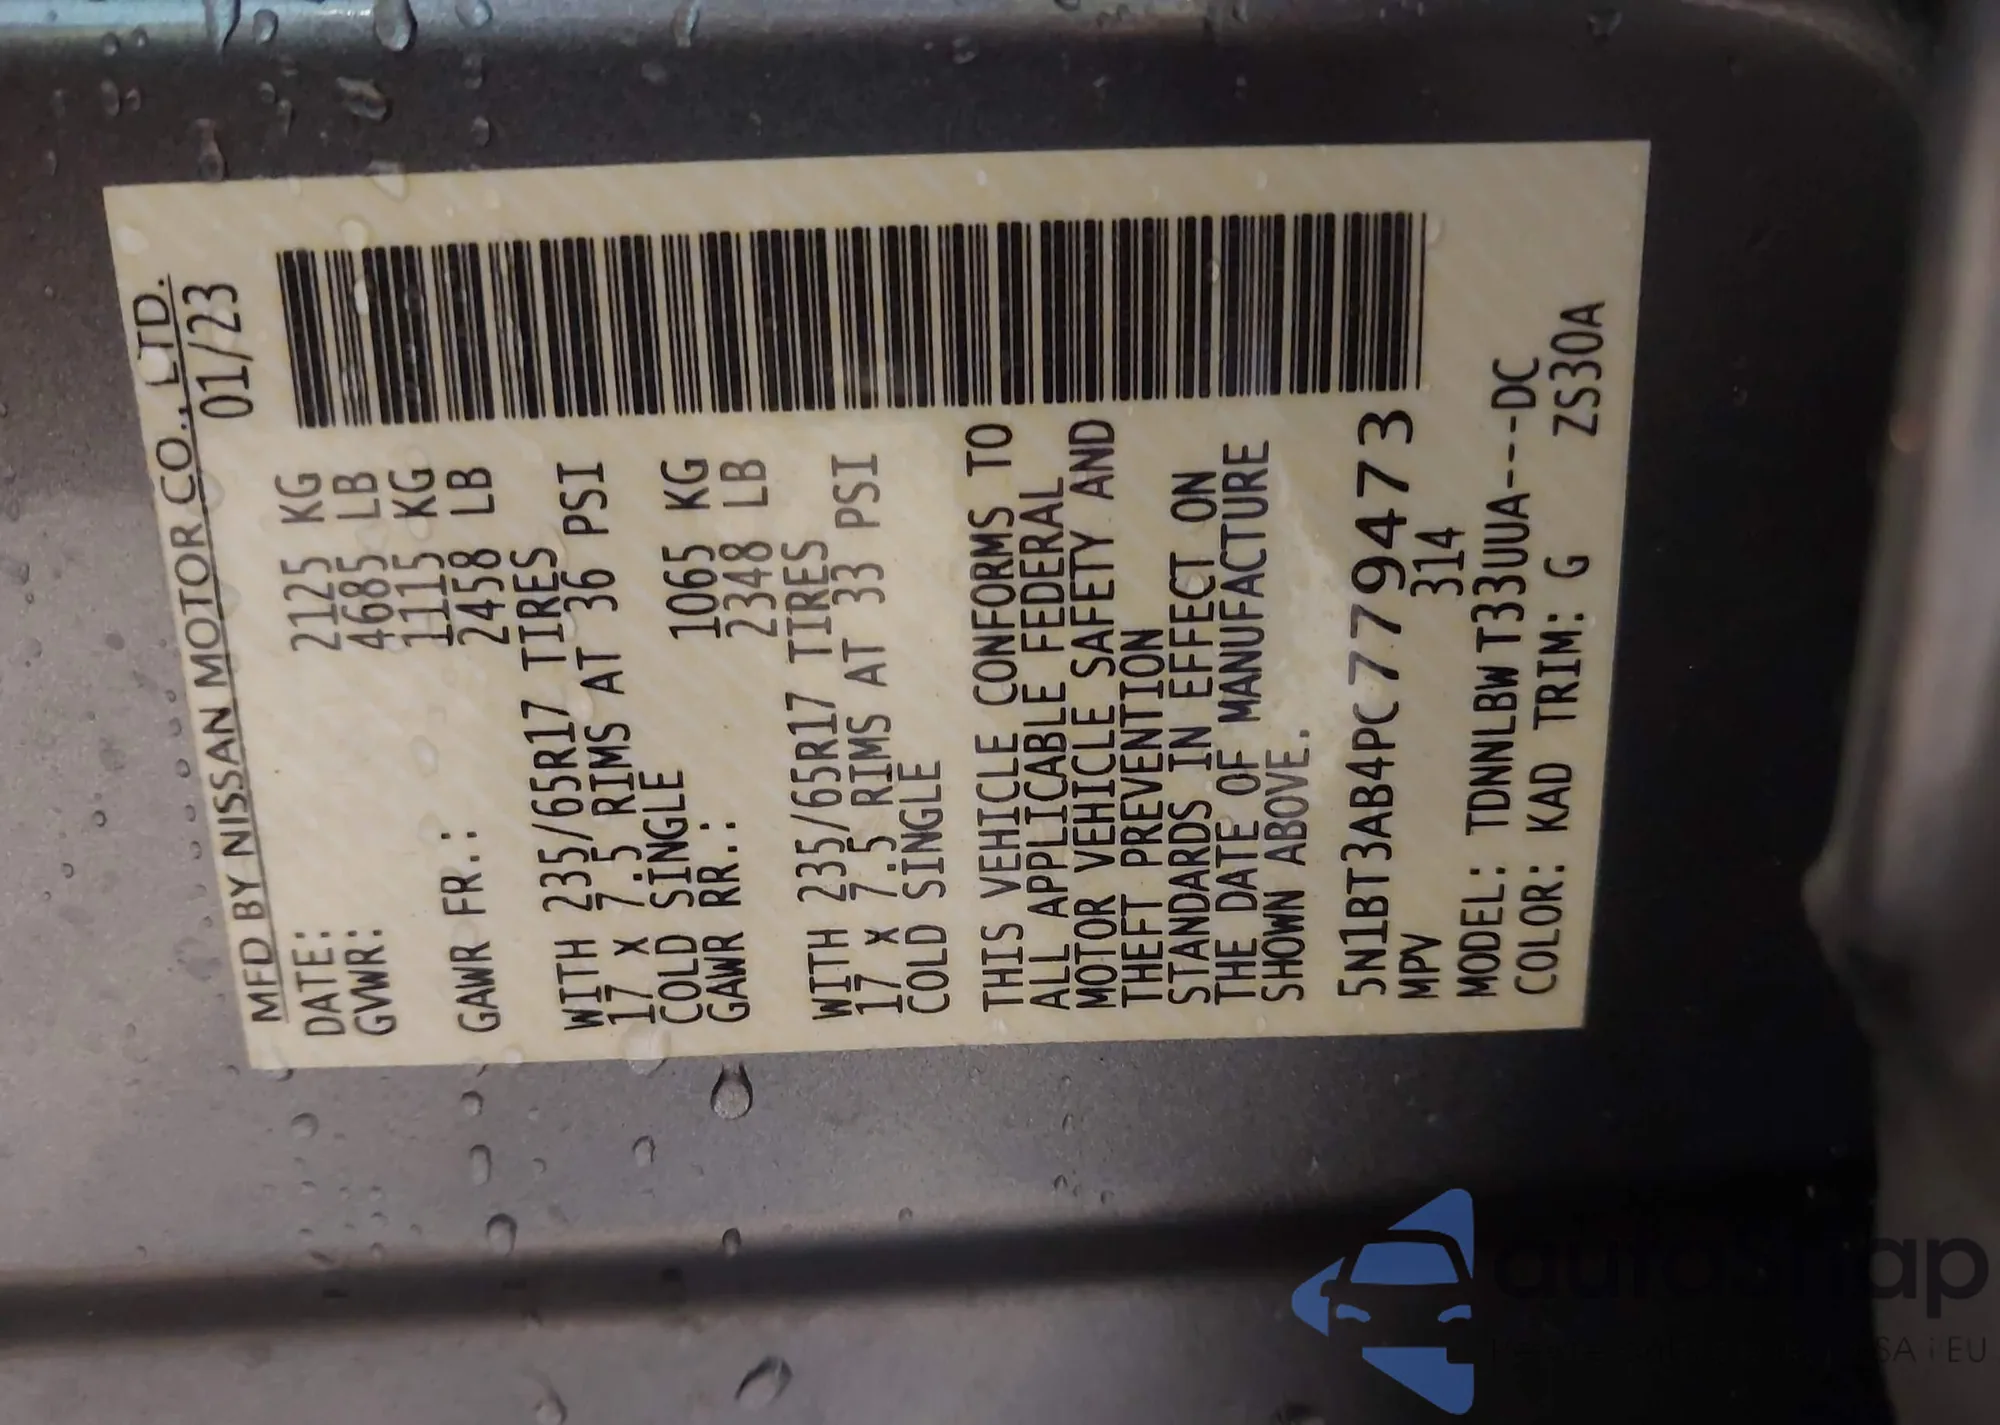 MFD BY NISSAN MOTOR CO., LTD.
DATE: 01/23
GVWR: 2125 KG
4685 LB
GAWR FR.: 1115 KG
2458 LB
WITH 235/65R17 TIRES
17 X 7.5 RIMS AT 36 PSI
COLD SINGLE
GAWR RR.: 1065 KG
2348 LB
WITH 235/65R17 TIRES
17 X 7.5 RIMS AT 33 PSI
COLD SINGLE
THIS VEHICLE CONFORMS TO
ALL APPLICABLE FEDERAL
MOTOR VEHICLE SAFETY AND
THEFT PREVENTION
STANDARDS IN EFFECT ON
THE DATE OF MANUFACTURE
SHOWN ABOVE.
5N1BT3AB4PC779473
MPV 314
MODEL: TDNNLBW T33UUA---DC
COLOR: KAD TRIM: G ZS30A
autosnap
USA i EU